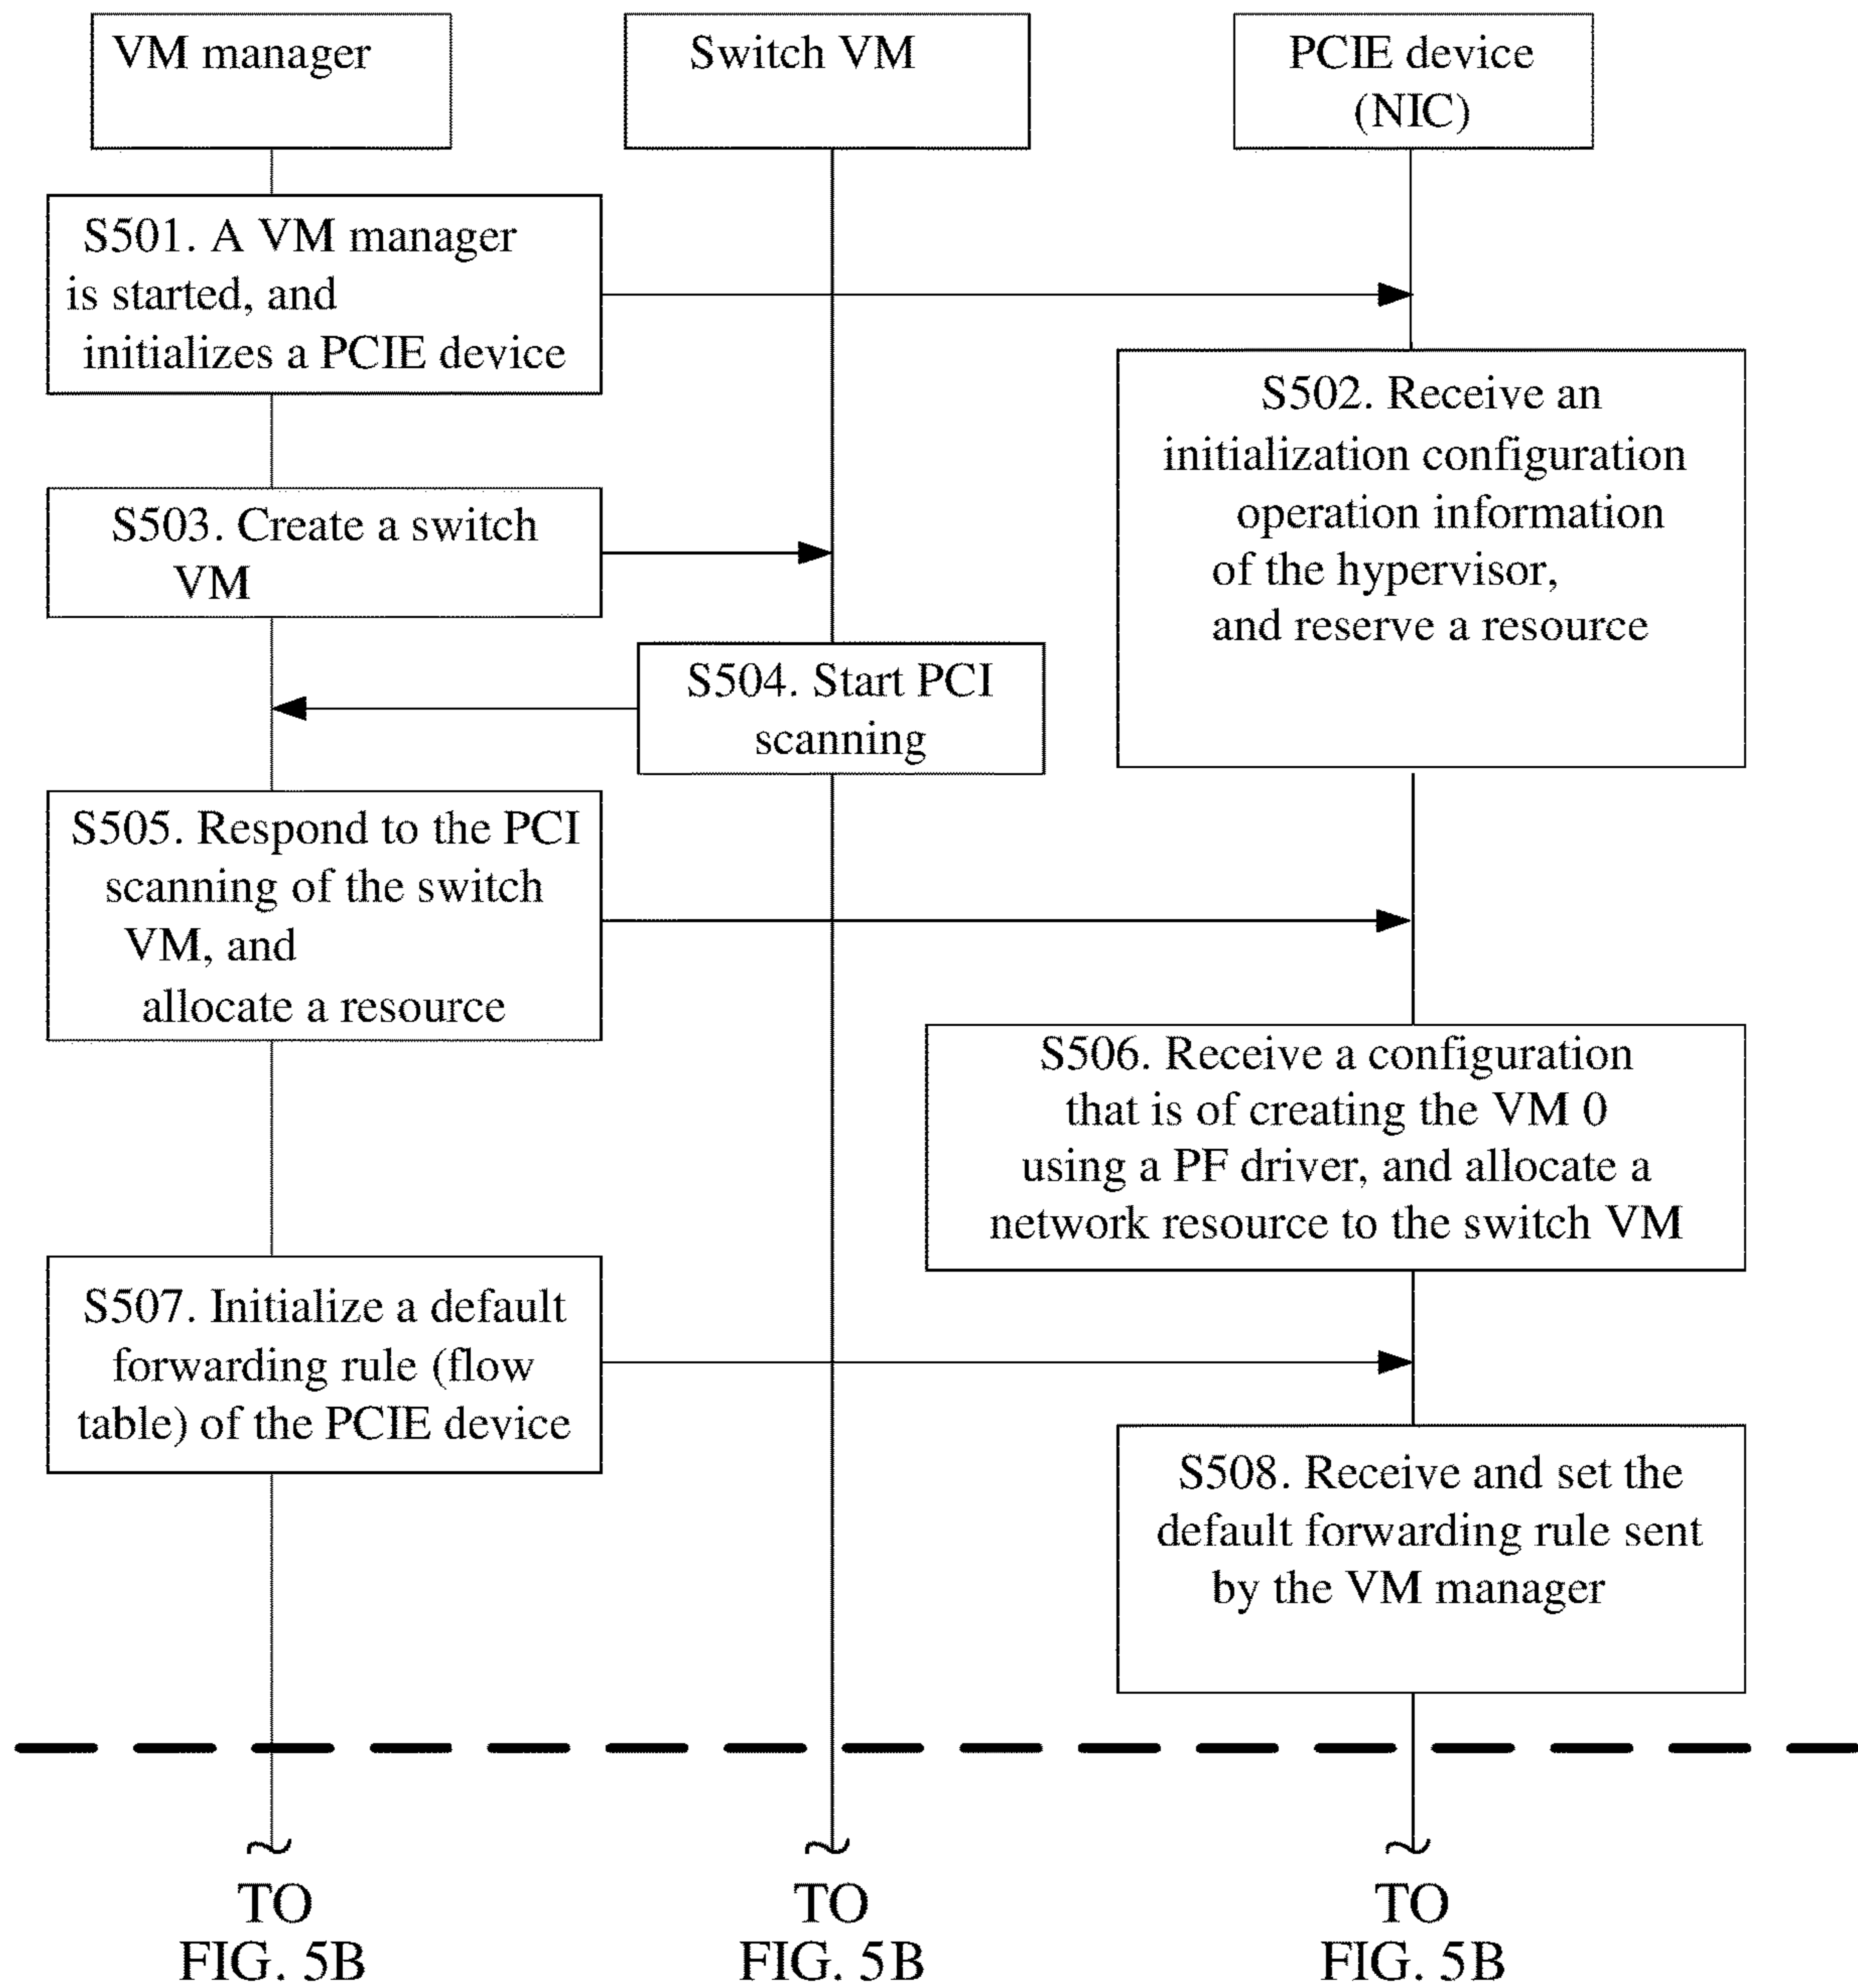 VM manager
Switch VM
PCIE device
(NIC)
S501. A VM manager
is started, and
initializes a PCIE device
S502. Receive an
initialization configuration
operation information
of the hypervisor,
and reserve a resource
S503. Create a switch
VM
S504. Start PCI
scanning
S505. Respond to the PCI
scanning of the switch
VM, and
allocate a resource
S506. Receive a configuration
that is of creating the VM 0
using a PF driver, and allocate a
network resource to the switch VM
S507. Initialize a default
forwarding rule (flow
table) of the PCIE device
S508. Receive and set the
default forwarding rule sent
by the VM manager
TO
FIG. 5B
TO
FIG. 5B
TO
FIG. 5B